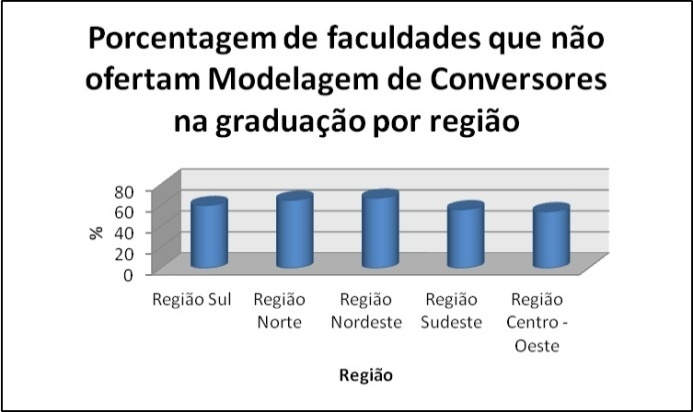 Porcentagem de faculdades que não
ofertam Modelagem de Conversores
na graduação por região
80
60
40
20
0
%
Região Sul
Região
Norte
Região
Nordeste
Região
Sudeste
Região
Centro -
Oeste
Região